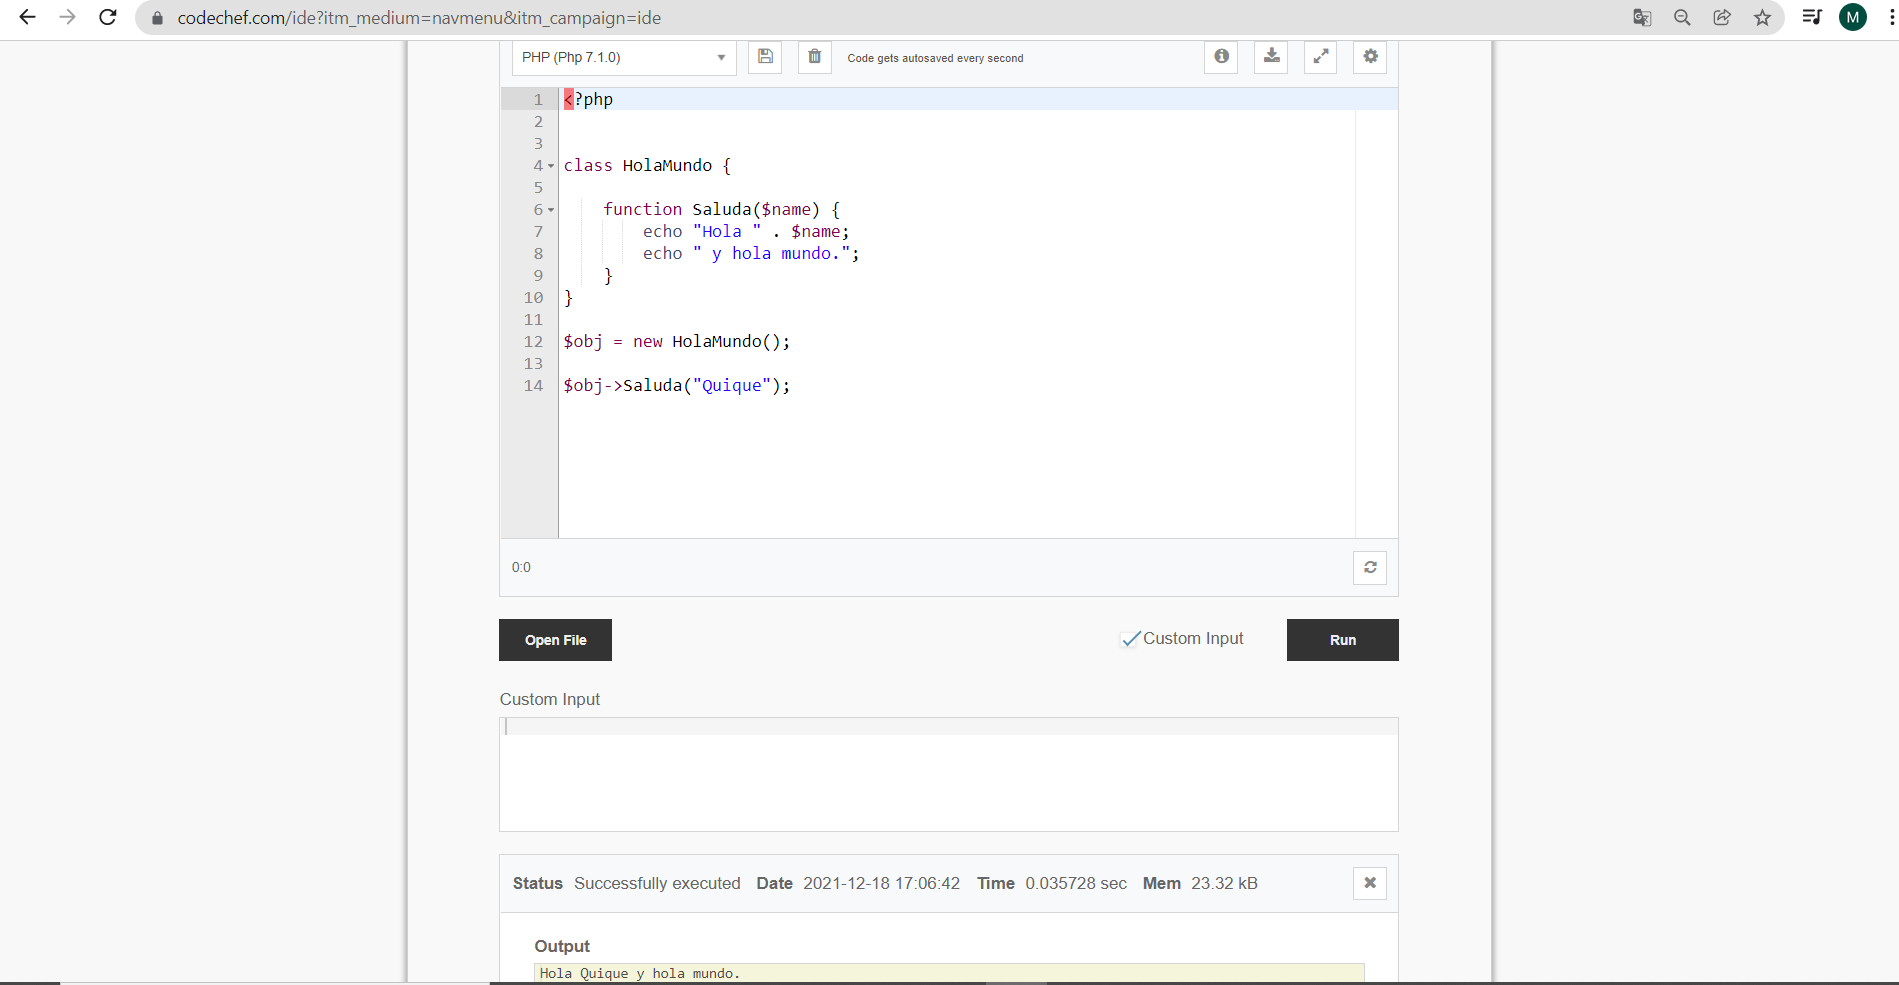 codechef.com/ide?itm_medium=navmenu&itm_campaign=ide
M
PHP (Php 7.1.0)
Code gets autosaved every second
1 <?php
2
3
4 class HolaMundo {
5
6     function Saluda($name) {
7         echo "Hola " . $name;
8         echo " y hola mundo.";
9     }
10 }
11
12 $obj = new HolaMundo();
13
14 $obj->Saluda("Quique");
0:0
Open File
Custom Input
Run
Custom Input
Status Successfully executed Date 2021-12-18 17:06:42 Time 0.035728 sec Mem 23.32 kB
Output
Hola Quique y hola mundo.